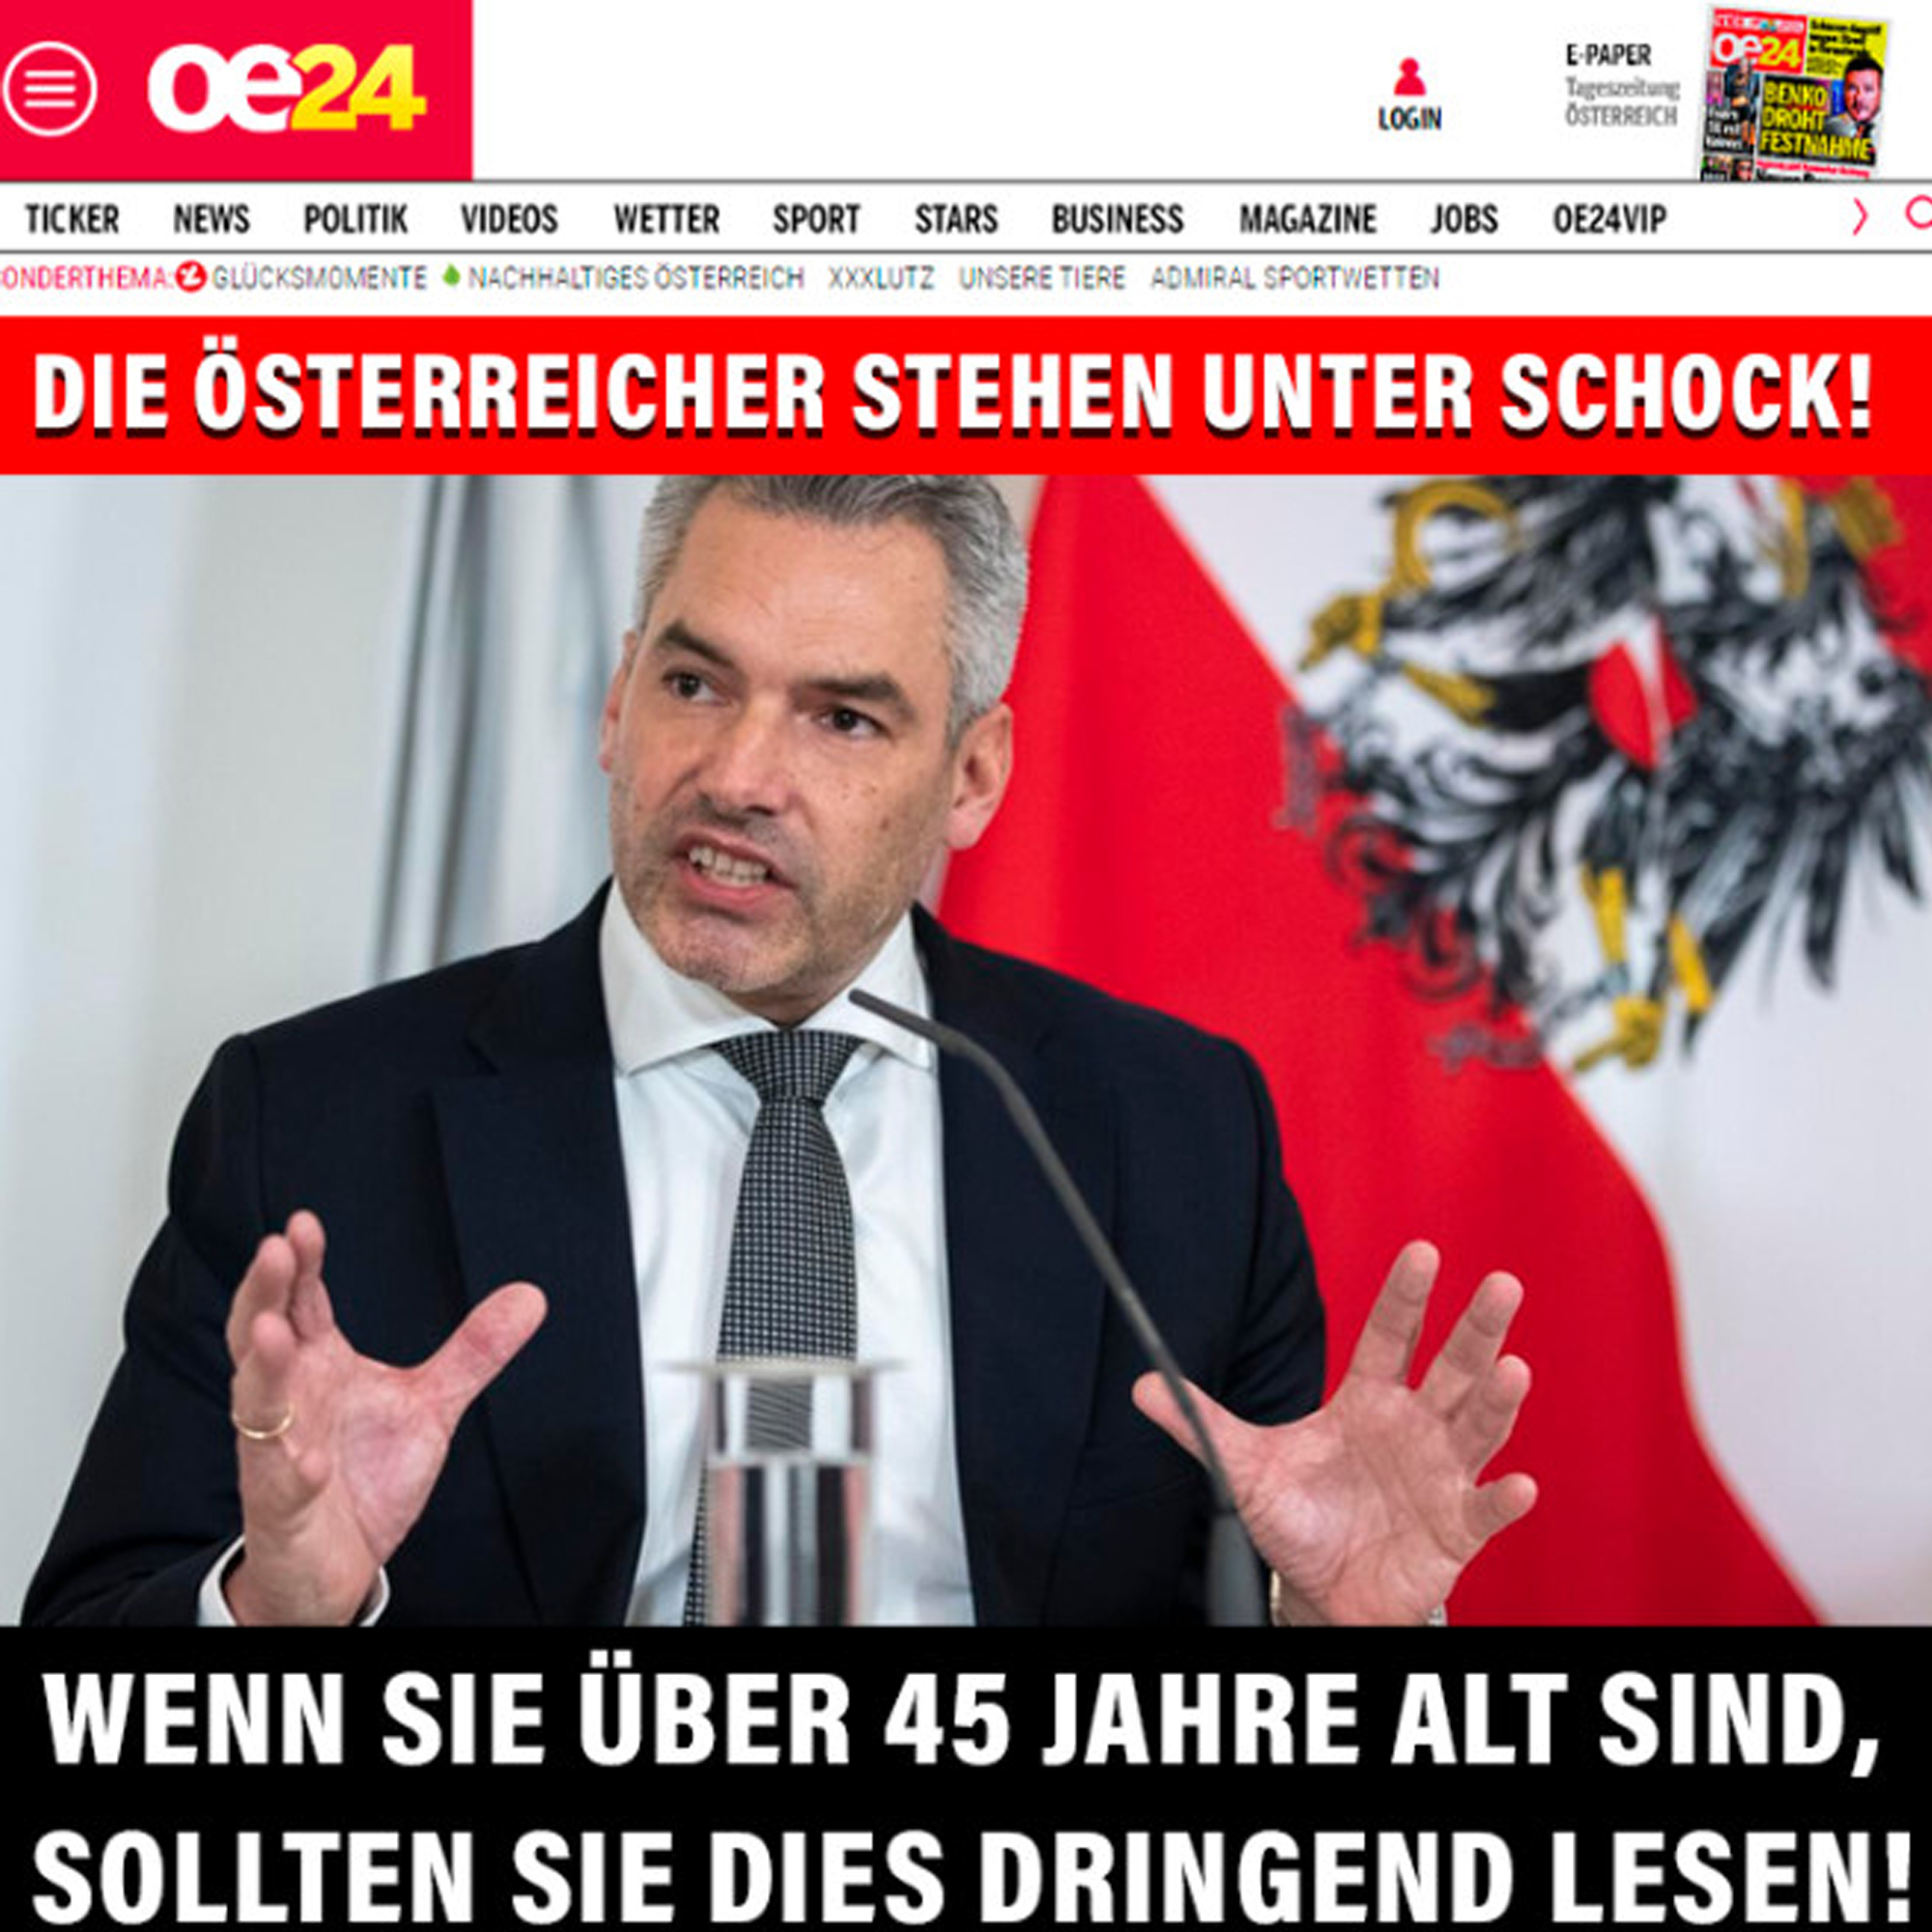 oe24
LOGIN
E-PAPER
Tageszeitung
ÖSTERREICH
oe24
BENKO
DROHT
FESTNAHME
TICKER NEWS POLITIK VIDEOS WETTER SPORT STARS BUSINESS MAGAZINE JOBS OE24VIP
ONDERTHEMA: GLÜCKSMOMENTE NACHHALTIGES ÖSTERREICH XXXLUTZ UNSERE TIERE ADMIRAL SPORTWETTEN
DIE ÖSTERREICHER STEHEN UNTER SCHOCK!
WENN SIE ÜBER 45 JAHRE ALT SIND,
SOLLTEN SIE DIES DRINGEND LESEN!